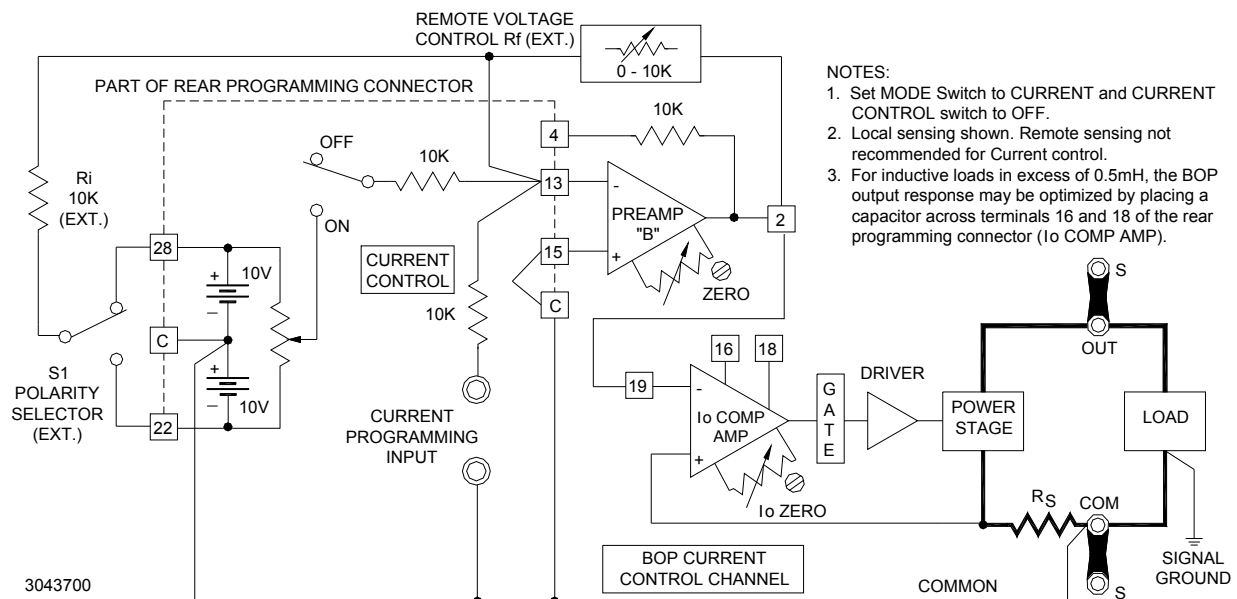 REMOTE VOLTAGE
CONTROL Rf (EXT.)
0 - 10K
PART OF REAR PROGRAMMING CONNECTOR
NOTES:
1. Set MODE Switch to CURRENT and CURRENT
CONTROL switch to OFF.
2. Local sensing shown. Remote sensing not
recommended for Current control.
3. For inductive loads in excess of 0.5mH, the BOP
output response may be optimized by placing a
capacitor across terminals 16 and 18 of the rear
programming connector (Io COMP AMP).
4
10K
OFF
10K
13
-
PREAMP
"B"
+
2
Ri
10K
(EXT.)
ON
28
+
10V
–
CURRENT
CONTROL
15
ZERO
10K
C
C
S1
POLARITY
SELECTOR
(EXT.)
+
10V
–
22
CURRENT
PROGRAMMING
INPUT
16
18
19
-
Io COMP
AMP
+
Io ZERO
GATE
DRIVER
POWER
STAGE
S
OUT
LOAD
RS
COM
SIGNAL
GROUND
S
BOP CURRENT
CONTROL CHANNEL
COMMON
3043700